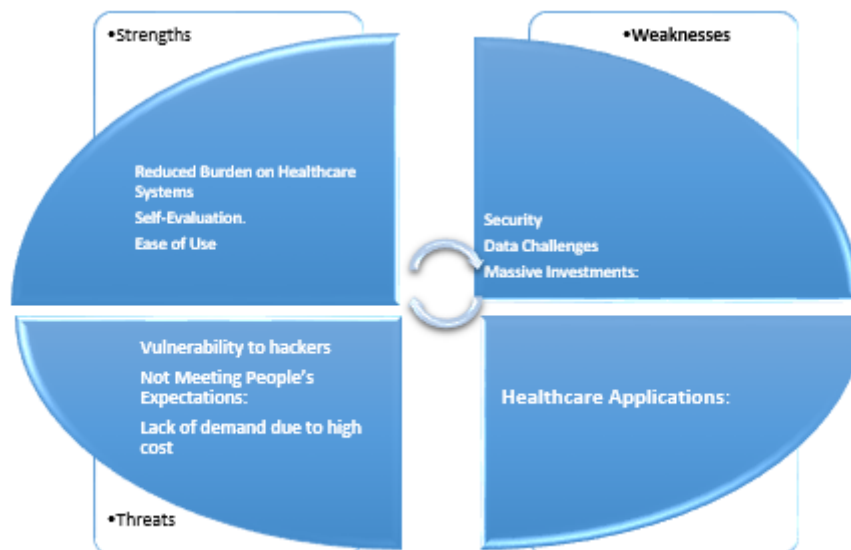 •Strengths
•Weaknesses
Reduced Burden on Healthcare
Systems
Self-Evaluation.
Ease of Use
Security
Data Challenges
Massive Investments:
Vulnerability to hackers
Not Meeting People's
Expectations:
Lack of demand due to high
cost
Healthcare Applications:
•Threats